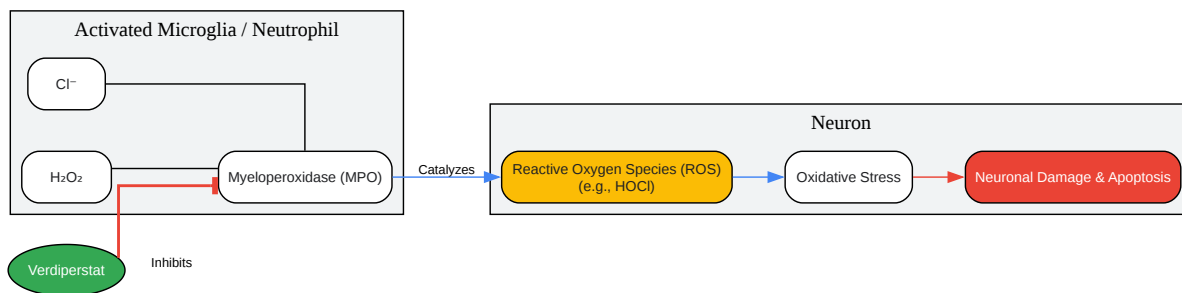 Activated Microglia / Neutrophil
Cl⁻
H₂O₂
Myeloperoxidase (MPO)
Catalyzes
Neuron
Reactive Oxygen Species (ROS)
(e.g., HOCl)
Oxidative Stress
Neuronal Damage & Apoptosis
Verdiperstat
Inhibits